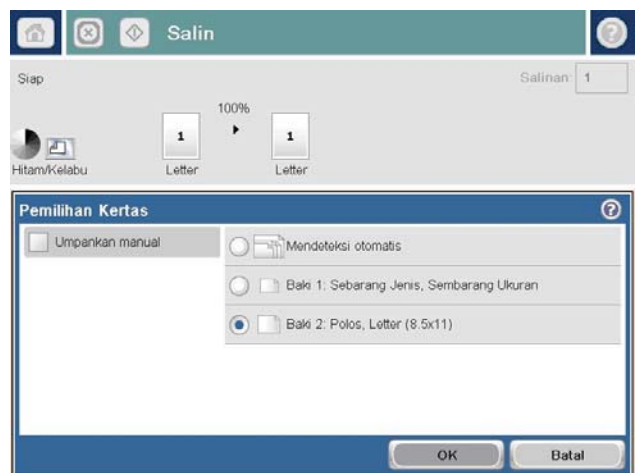 Salin
Siap
Salinan: 1
100%
1
1
Hitam/Kelabu
Letter
Letter
Pemilihan Kertas
Umpankan manual
Mendeteksi otomatis
Baki 1: Sebarang Jenis, Sembarang Ukuran
Baki 2: Polos, Letter (8.5x11)
OK
Batal